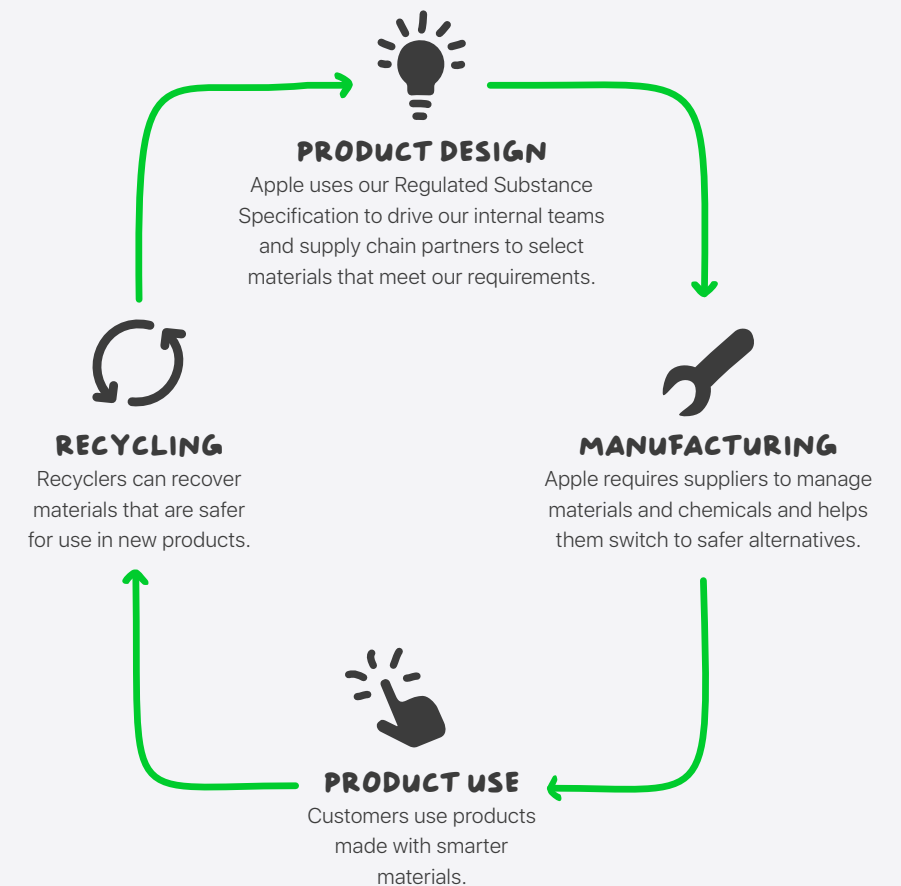 PRODUCT DESIGN
Apple uses our Regulated Substance
Specification to drive our internal teams
and supply chain partners to select
materials that meet our requirements.
RECYCLING
Recyclers can recover
materials that are safer
for use in new products.
MANUFACTURING
Apple requires suppliers to manage
materials and chemicals and helps
them switch to safer alternatives.
PRODUCT USE
Customers use products
made with smarter
materials.